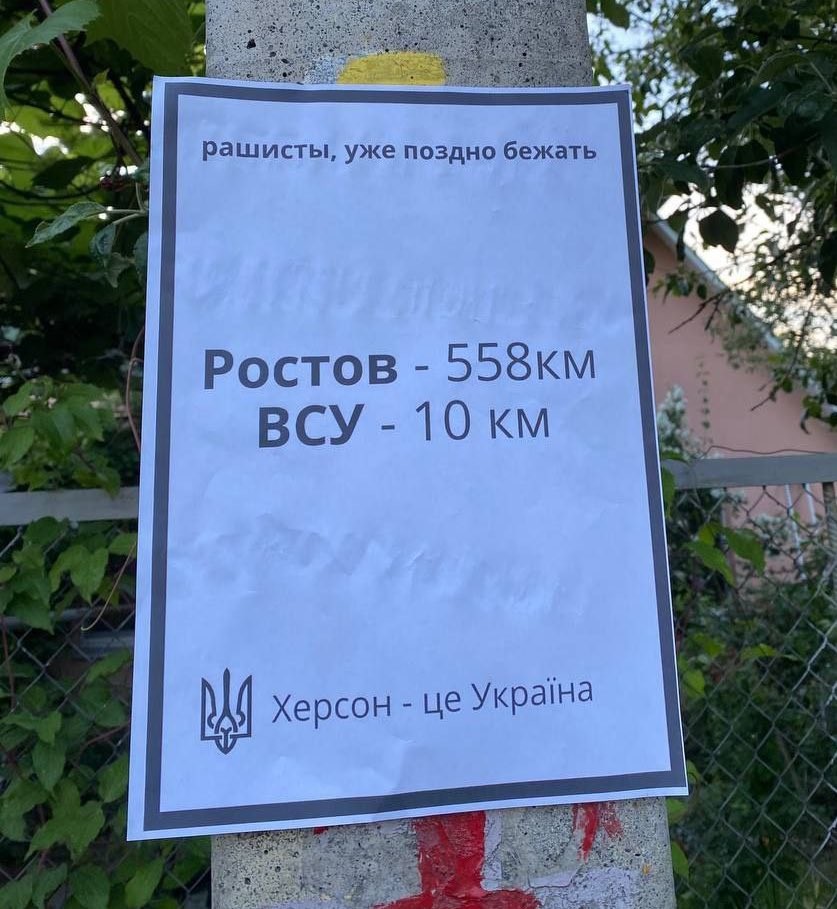 рашисты, уже поздно бежать
Ростов - 558км
ВСУ - 10 км
Херсон - це Україна